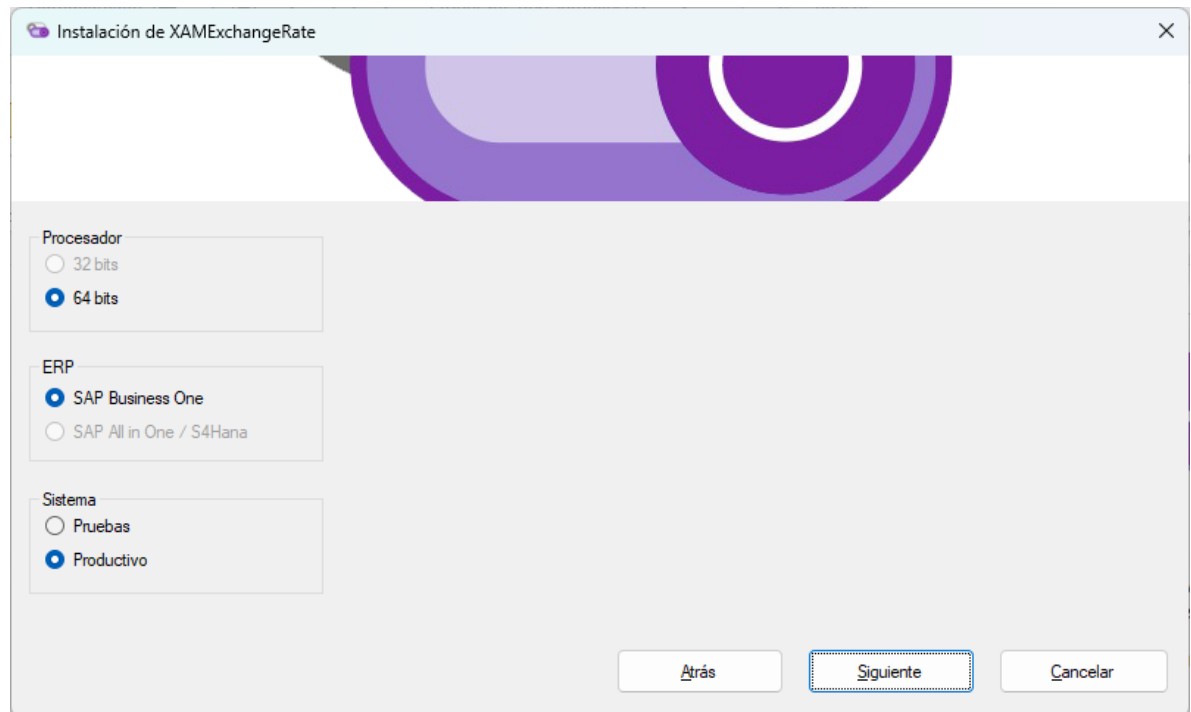 Instalación de XAMExchangeRate
Procesador
32 bits
64 bits
ERP
SAP Business One
SAP All in One / S4Hana
Sistema
Pruebas
Productivo
Atrás
Siguiente
Cancelar